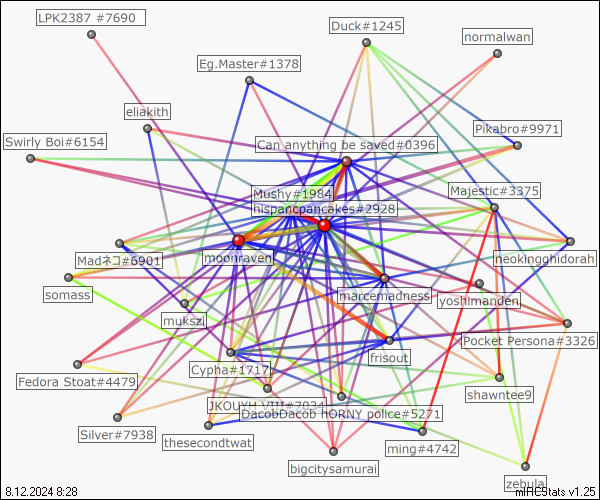 LPK2387 #7690
Duck#1245
normalwan
Eg.Master#1378
eliakith
Pikabro#9971
Swirly Boi#6154
Can anything be saved#0396
Mushy#1984
Majestic#3375
hispancpancakes#2928
moonraven
neokingghidorah
Madネコ#6901
somass
marcemadness
yoshimanden
mukszi
Pocket Persona#3326
frisout
Cypha#1717
Fedora Stoat#4479
shawntee9
JKOUYH VIII#7034
DacobDacob hORNY police#5271
Silver#7938
thesecondtwat
ming#4742
bigcitysamurai
zebula
8.12.2024 8:28
mIRCStats v1.25